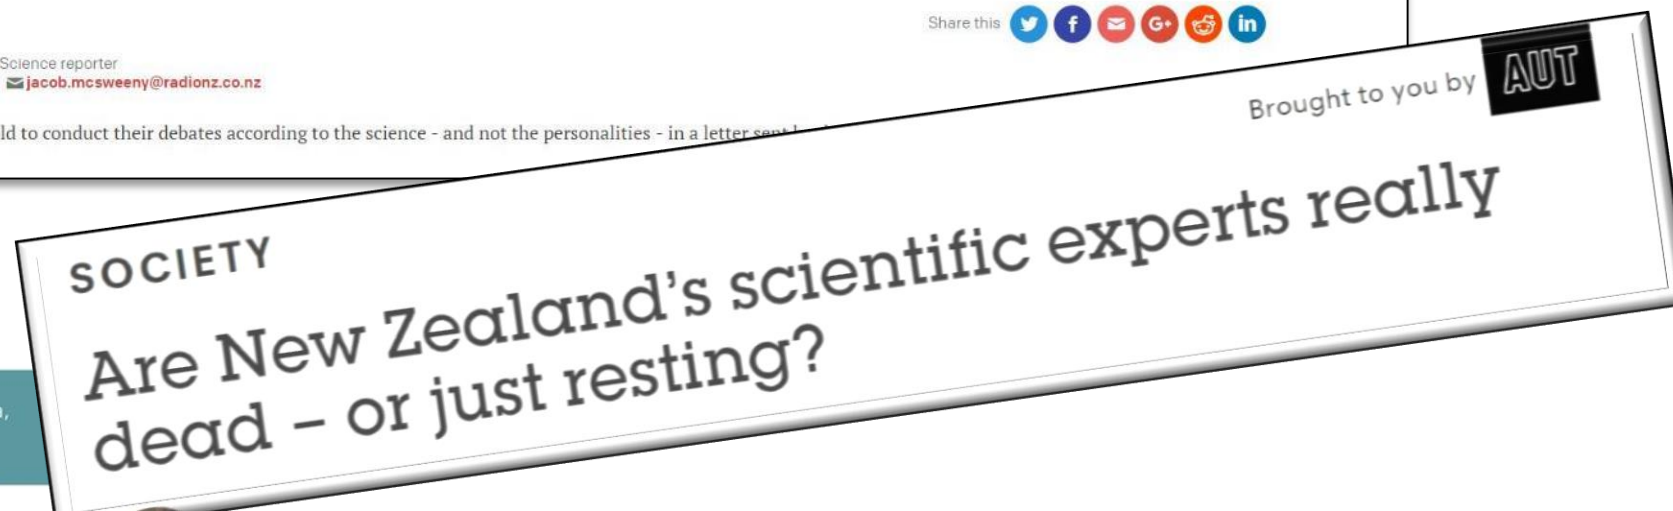 Share this
Science reporter
jacob.mcsweeny@radionz.co.nz
ld to conduct their debates according to the science - and not the personalities - in a letter
Brought to you by AUT
SOCIETY
Are New Zealand's scientific experts really
dead – or just resting?